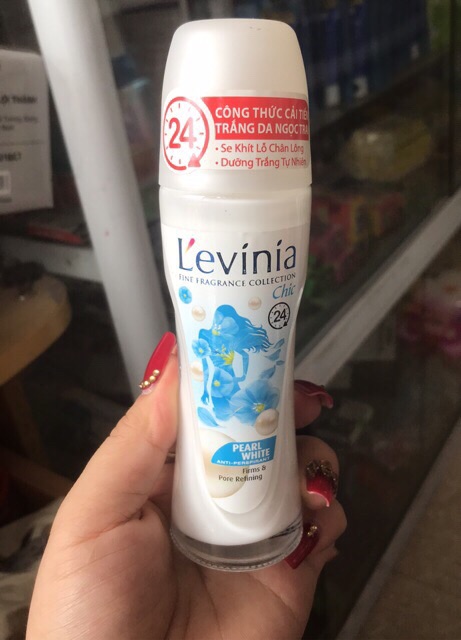 24
CÔNG THỨC CẢI TIẾN
TRẮNG DA NGỌC TRAI
• Se Khít Lỗ Chân Lông
• Dưỡng Trắng Tự Nhiên
L'evínía
FINE FRAGRANCE COLLECTION
Chic
24
PEARL
WHITE
ANTI-PERSPIRANT
Firms &
Pore Refining